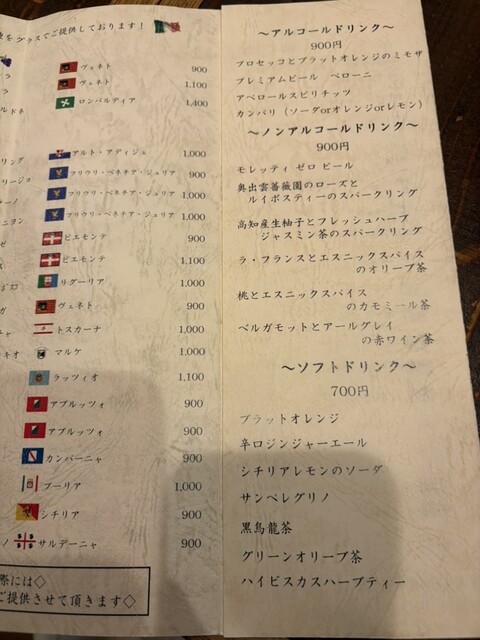 グラスでご提供しております！
ヴェネト 900
ヴェネト 1,100
ロンバルディア 1,400
アルト・アディジェ 1,000
フリウリ・ベネチア・ジュリア 900
フリウリ・ベネチア・ジュリア 1,000
フリウリ・ベネチア・ジュリア 1,000
ピエモンテ 900
ピエモンテ 1,100
リグーリア 1,000
ヴェネト 900
トスカーナ 1,000
マルケ 1,000
ラッツィオ 1,100
アブルッツィ 900
アブルッツィ 900
カンパーニャ 900
プーリア 1,000
シチリア 900
サルデーニャ 900
際には◇
ご提供させて頂きます◇
～アルコールドリンク～
900円
プロセッコとブラットオレンジのミモザ
プレミアムビール ペローニ
アペロールスピリチッツ
カンパリ（ソーダorオレンジorレモン）
～ノンアルコールドリンク～
900円
モレッティ ゼロ ビール
奥出雲薔薇園のローズと
ルイボスティーのスパークリング
高知産生柚子とフレッシュハーブ
ジャスミン茶のスパークリング
ラ・フランスとエスニックスパイス
のオリーブ茶
桃とエスニックスパイス
のカモミール茶
ベルガモットとアールグレイ
の赤ワイン茶
～ソフトドリンク～
700円
ブラットオレンジ
辛口ジンジャーエール
シチリアレモンのソーダ
サンペレグリノ
黒烏龍茶
グリーンオリーブ茶
ハイビスカスハーブティー